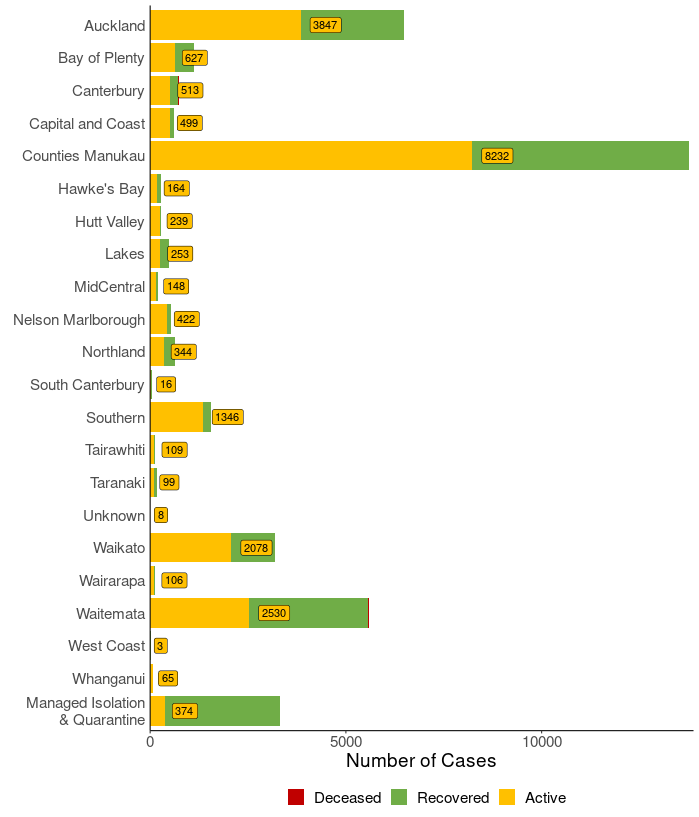 Auckland 3847
Bay of Plenty 627
Canterbury 513
Capital and Coast 499
Counties Manukau 8232
Hawke's Bay 164
Hutt Valley 239
Lakes 253
MidCentral 148
Nelson Marlborough 422
Northland 344
South Canterbury 16
Southern 1346
Tairawhiti 109
Taranaki 99
Unknown 8
Waikato 2078
Wairarapa 106
Waitemata 2530
West Coast 3
Whanganui 65
Managed Isolation
& Quarantine 374
0 5000 10000
Number of Cases
Deceased Recovered Active